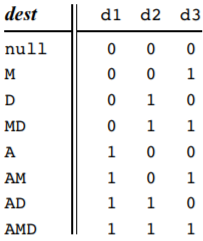 dest d1 d2 d3
null 0 0 0
M 0 0 1
D 0 1 0
MD 0 1 1
A 1 0 0
AM 1 0 1
AD 1 1 0
AMD 1 1 1